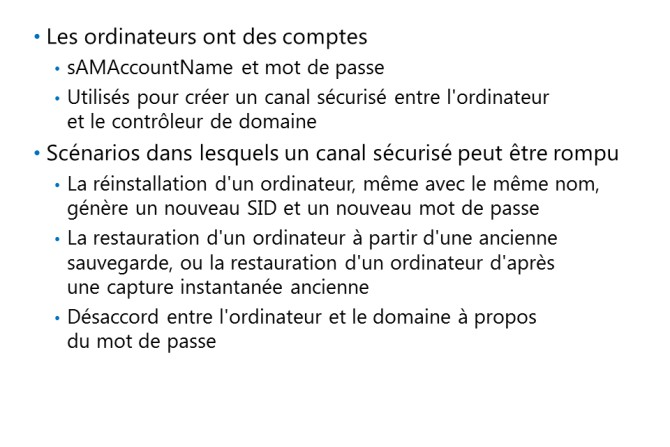 • Les ordinateurs ont des comptes
• sAMAccountName et mot de passe
• Utilisés pour créer un canal sécurisé entre l'ordinateur
et le contrôleur de domaine
• Scénarios dans lesquels un canal sécurisé peut être rompu
• La réinstallation d'un ordinateur, même avec le même nom,
génère un nouveau SID et un nouveau mot de passe
• La restauration d'un ordinateur à partir d'une ancienne
sauvegarde, ou la restauration d'un ordinateur d'après
une capture instantanée ancienne
• Désaccord entre l'ordinateur et le domaine à propos
du mot de passe